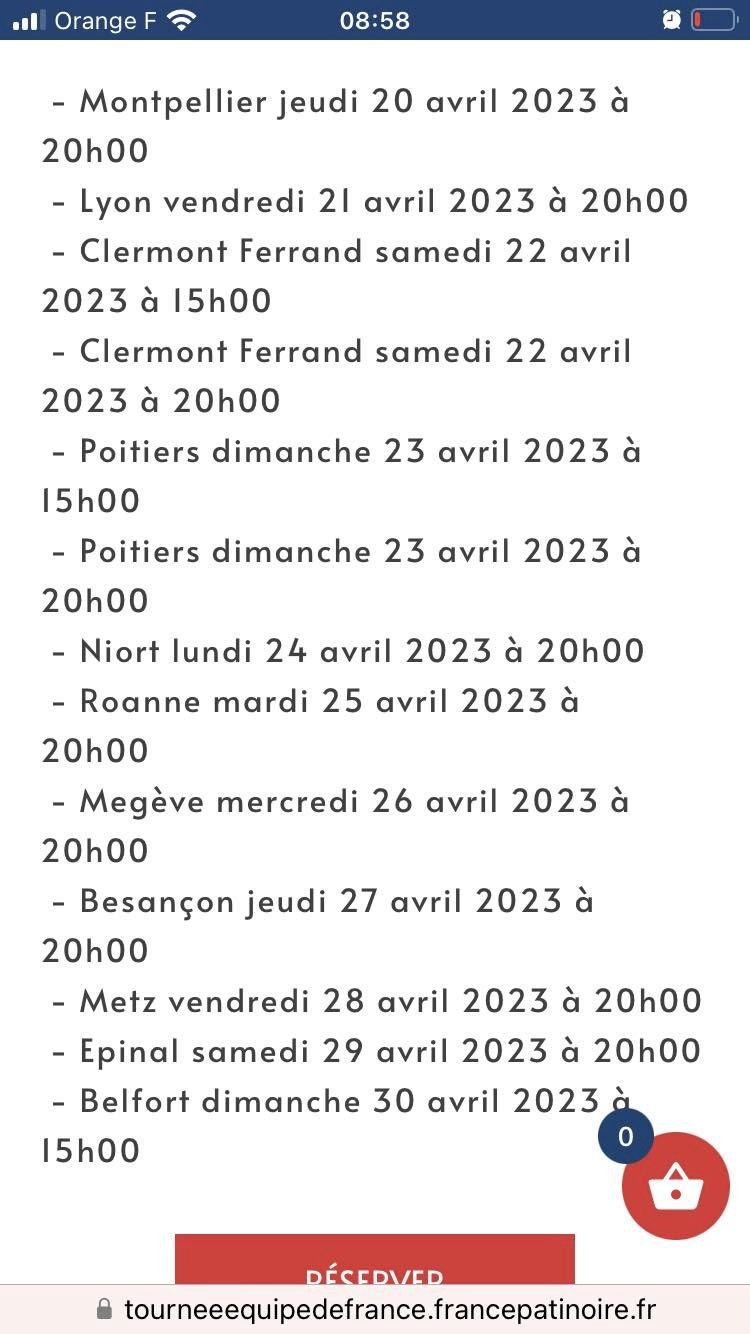 Orange F 08:58
- Montpellier jeudi 20 avril 2023 à
20h00
- Lyon vendredi 21 avril 2023 à 20h00
- Clermont Ferrand samedi 22 avril
2023 à 15h00
- Clermont Ferrand samedi 22 avril
2023 à 20h00
- Poitiers dimanche 23 avril 2023 à
15h00
- Poitiers dimanche 23 avril 2023 à
20h00
- Niort lundi 24 avril 2023 à 20h00
- Roanne mardi 25 avril 2023 à
20h00
- Megève mercredi 26 avril 2023 à
20h00
- Besançon jeudi 27 avril 2023 à
20h00
- Metz vendredi 28 avril 2023 à 20h00
- Epinal samedi 29 avril 2023 à 20h00
- Belfort dimanche 30 avril 2023 à
15h00
0
RÉSERVER
tourneeequipedefrance.francepatinoire.fr